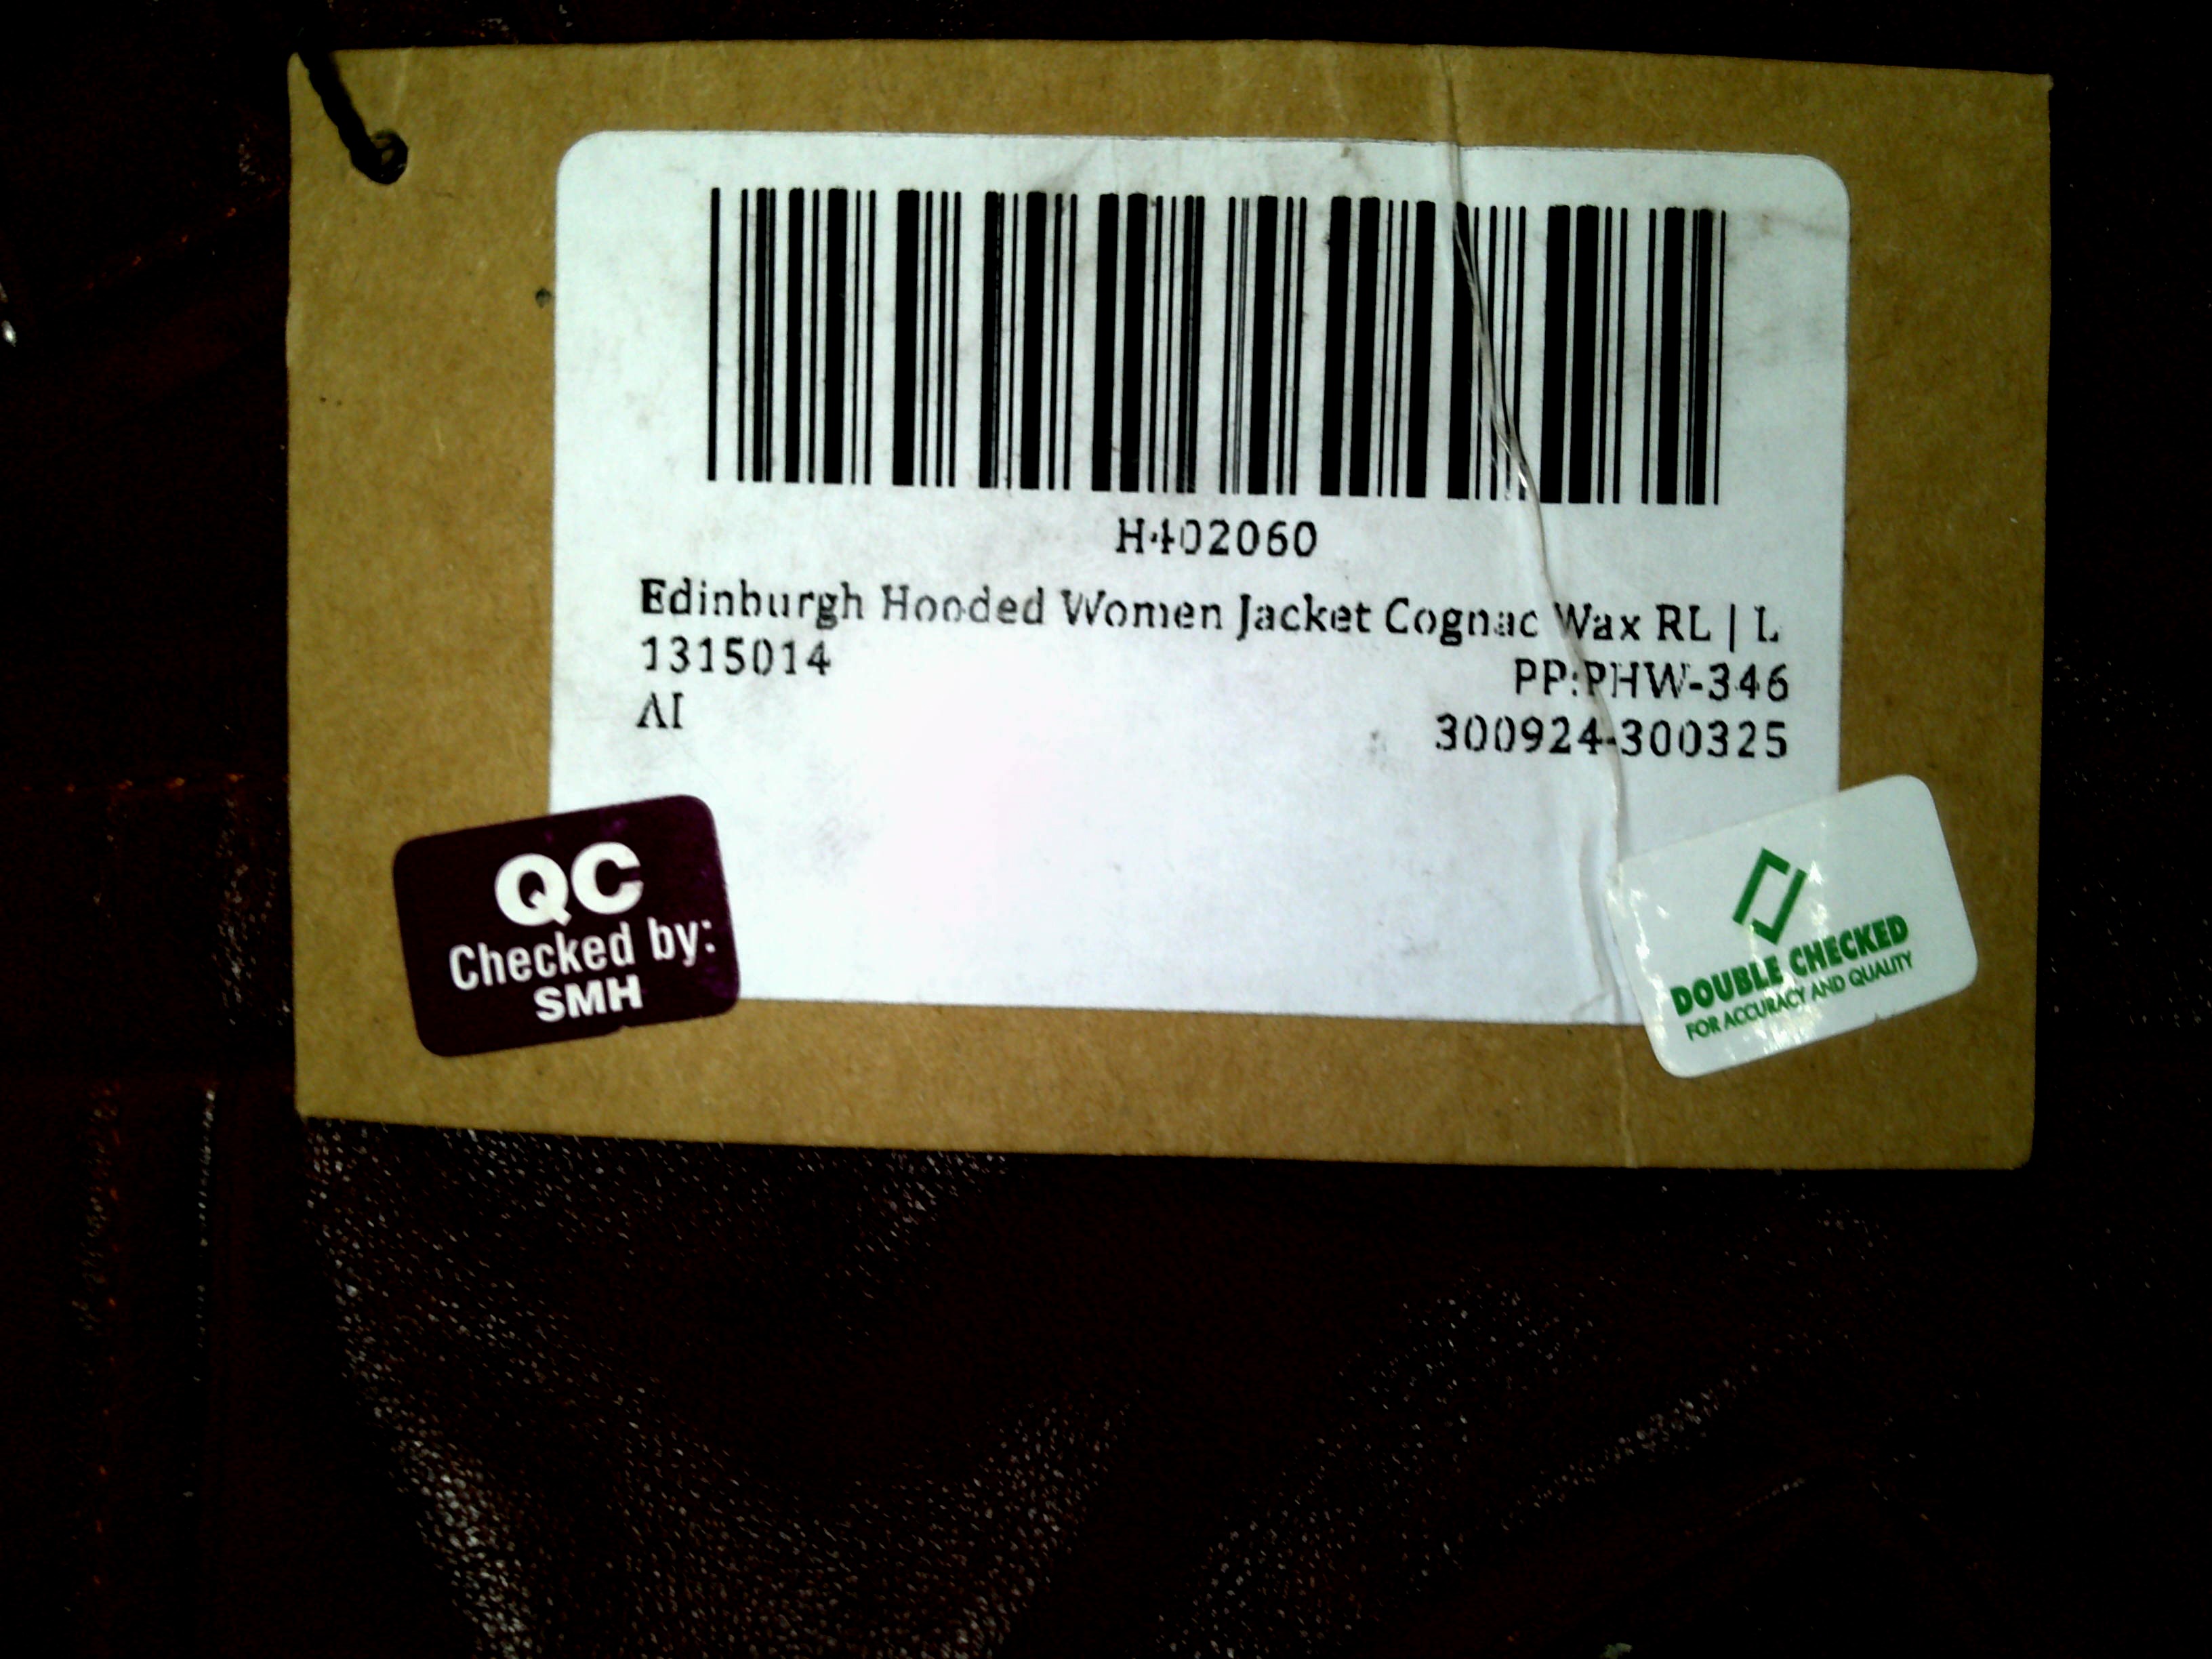 H402060
Edinburgh Hooded Women Jacket Cognac Wax RL | L
1315014
PP:PHW-346
AI
300924-300325
QC
Checked by:
SMH
DOUBLE CHECKED
FOR ACCURACY AND QUALITY